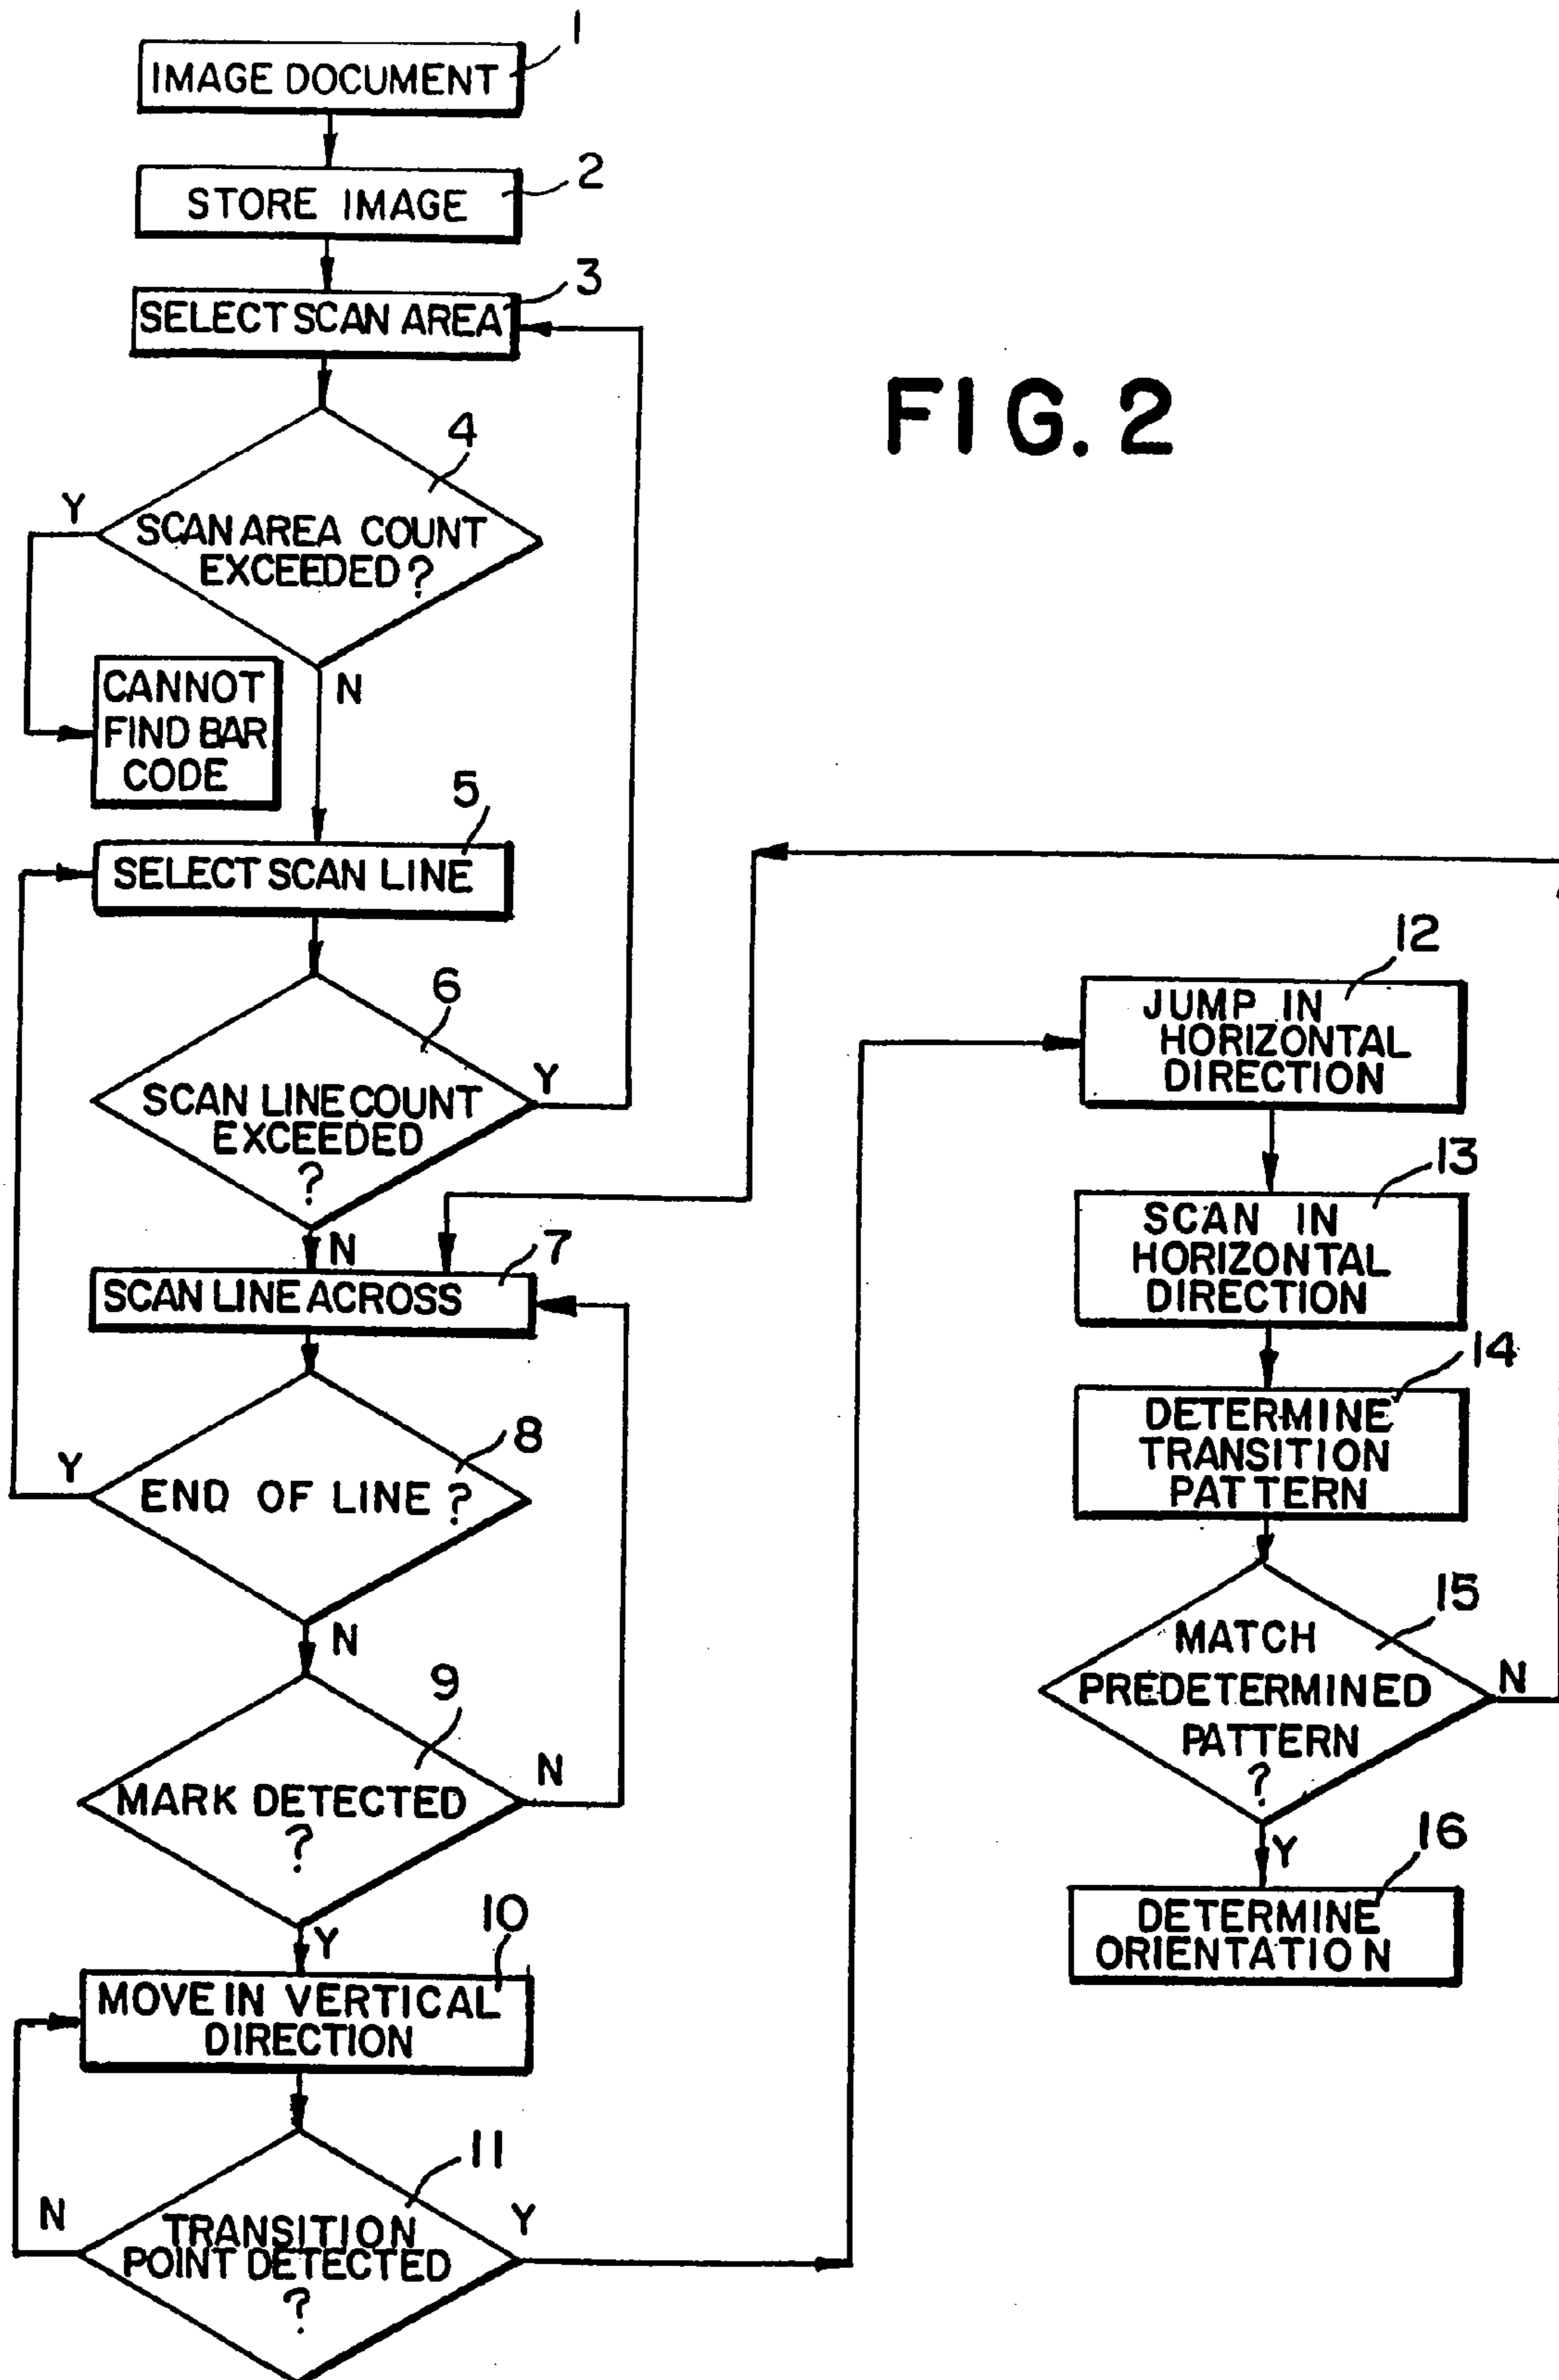 1
IMAGE DOCUMENT
2
STORE IMAGE
3
SELECT SCAN AREA
FIG. 2
4
Y
SCAN AREA COUNT
EXCEEDED?
N
CANNOT
FIND BAR
CODE
5
SELECT SCAN LINE
6
Y
SCAN LINE COUNT
EXCEEDED
?
N
7
SCAN LINE ACROSS
8
Y
END OF LINE ?
N
9
N
MARK DETECTED
?
Y
10
MOVE IN VERTICAL
DIRECTION
11
N
Y
TRANSITION
POINT DETECTED
?
12
JUMP IN
HORIZONTAL
DIRECTION
13
SCAN IN
HORIZONTAL
DIRECTION
14
DETERMINE
TRANSITION
PATTERN
15
MATCH
PREDETERMINED
PATTERN
?
N
Y
16
DETERMINE
ORIENTATION